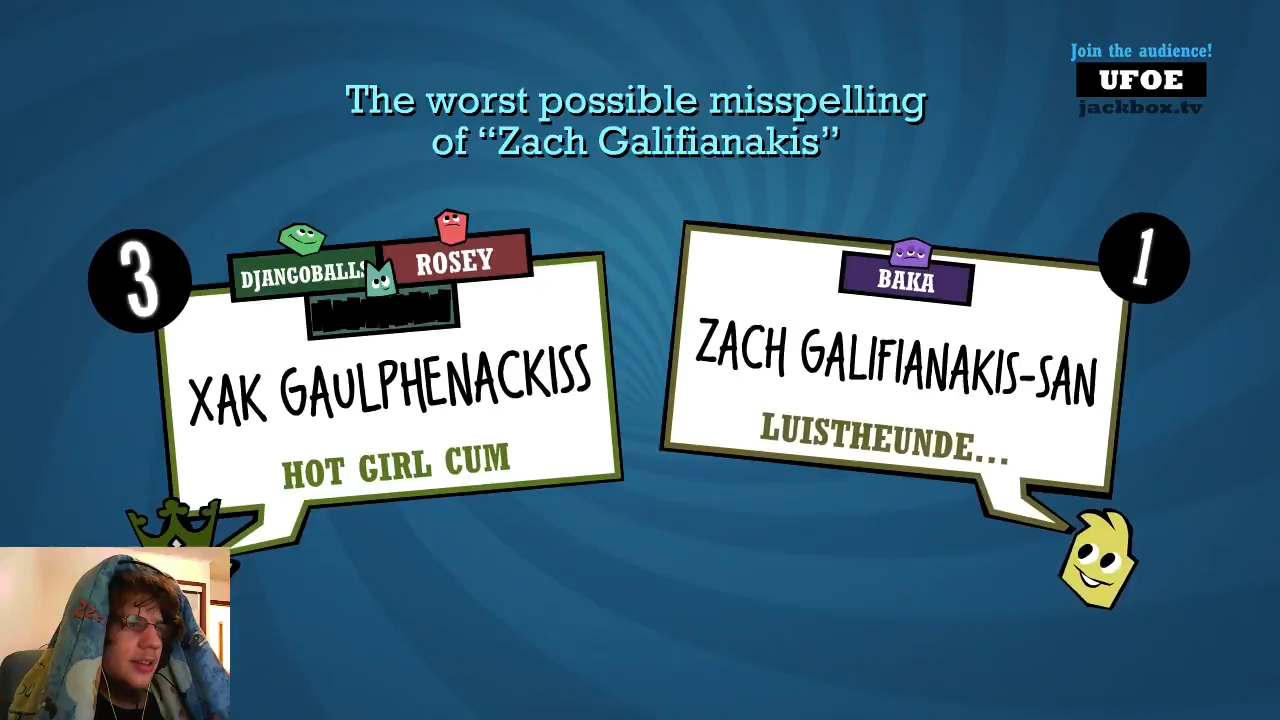 Join the audience!
UFOE
jackbox.tv
The worst possible misspelling
of “Zach Galifianakis”
3
DJANGOBALLS
ROSEY
XAK GAULPHENACKISS
HOT GIRL CUM
1
BAKA
ZACH GALIFIANAKIS-SAN
LUISTHEUNDE...